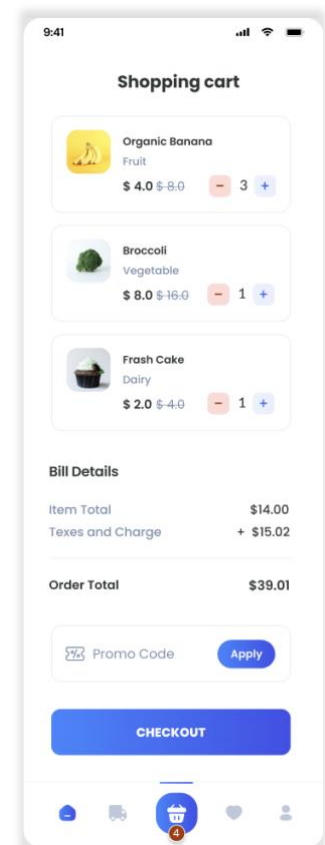 9:41
Shopping cart
Organic Banana
Fruit
$ 4.0 $ 8.0 - 3 +
Broccoli
Vegetable
$ 8.0 $ 16.0 - 1 +
Frash Cake
Dairy
$ 2.0 $ 4.0 - 1 +
Bill Details
Item Total $14.00
Texes and Charge + $15.02
Order Total $39.01
Promo Code Apply
CHECKOUT
4